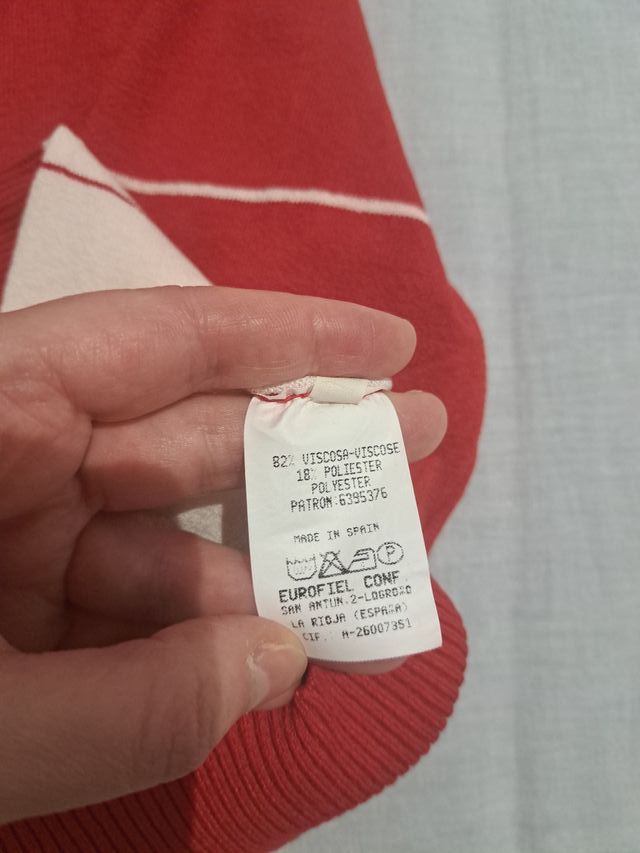 82% VISCOSA-VISCOSE
18% POLIESTER
POLYESTER
PATRON:6395376
MADE IN SPAIN
P
EUROFIEL CONF.
SAN ANTUN.2-LOGROÑO
LA RIOJA (ESPAÑA)
CIF.: A-26007351